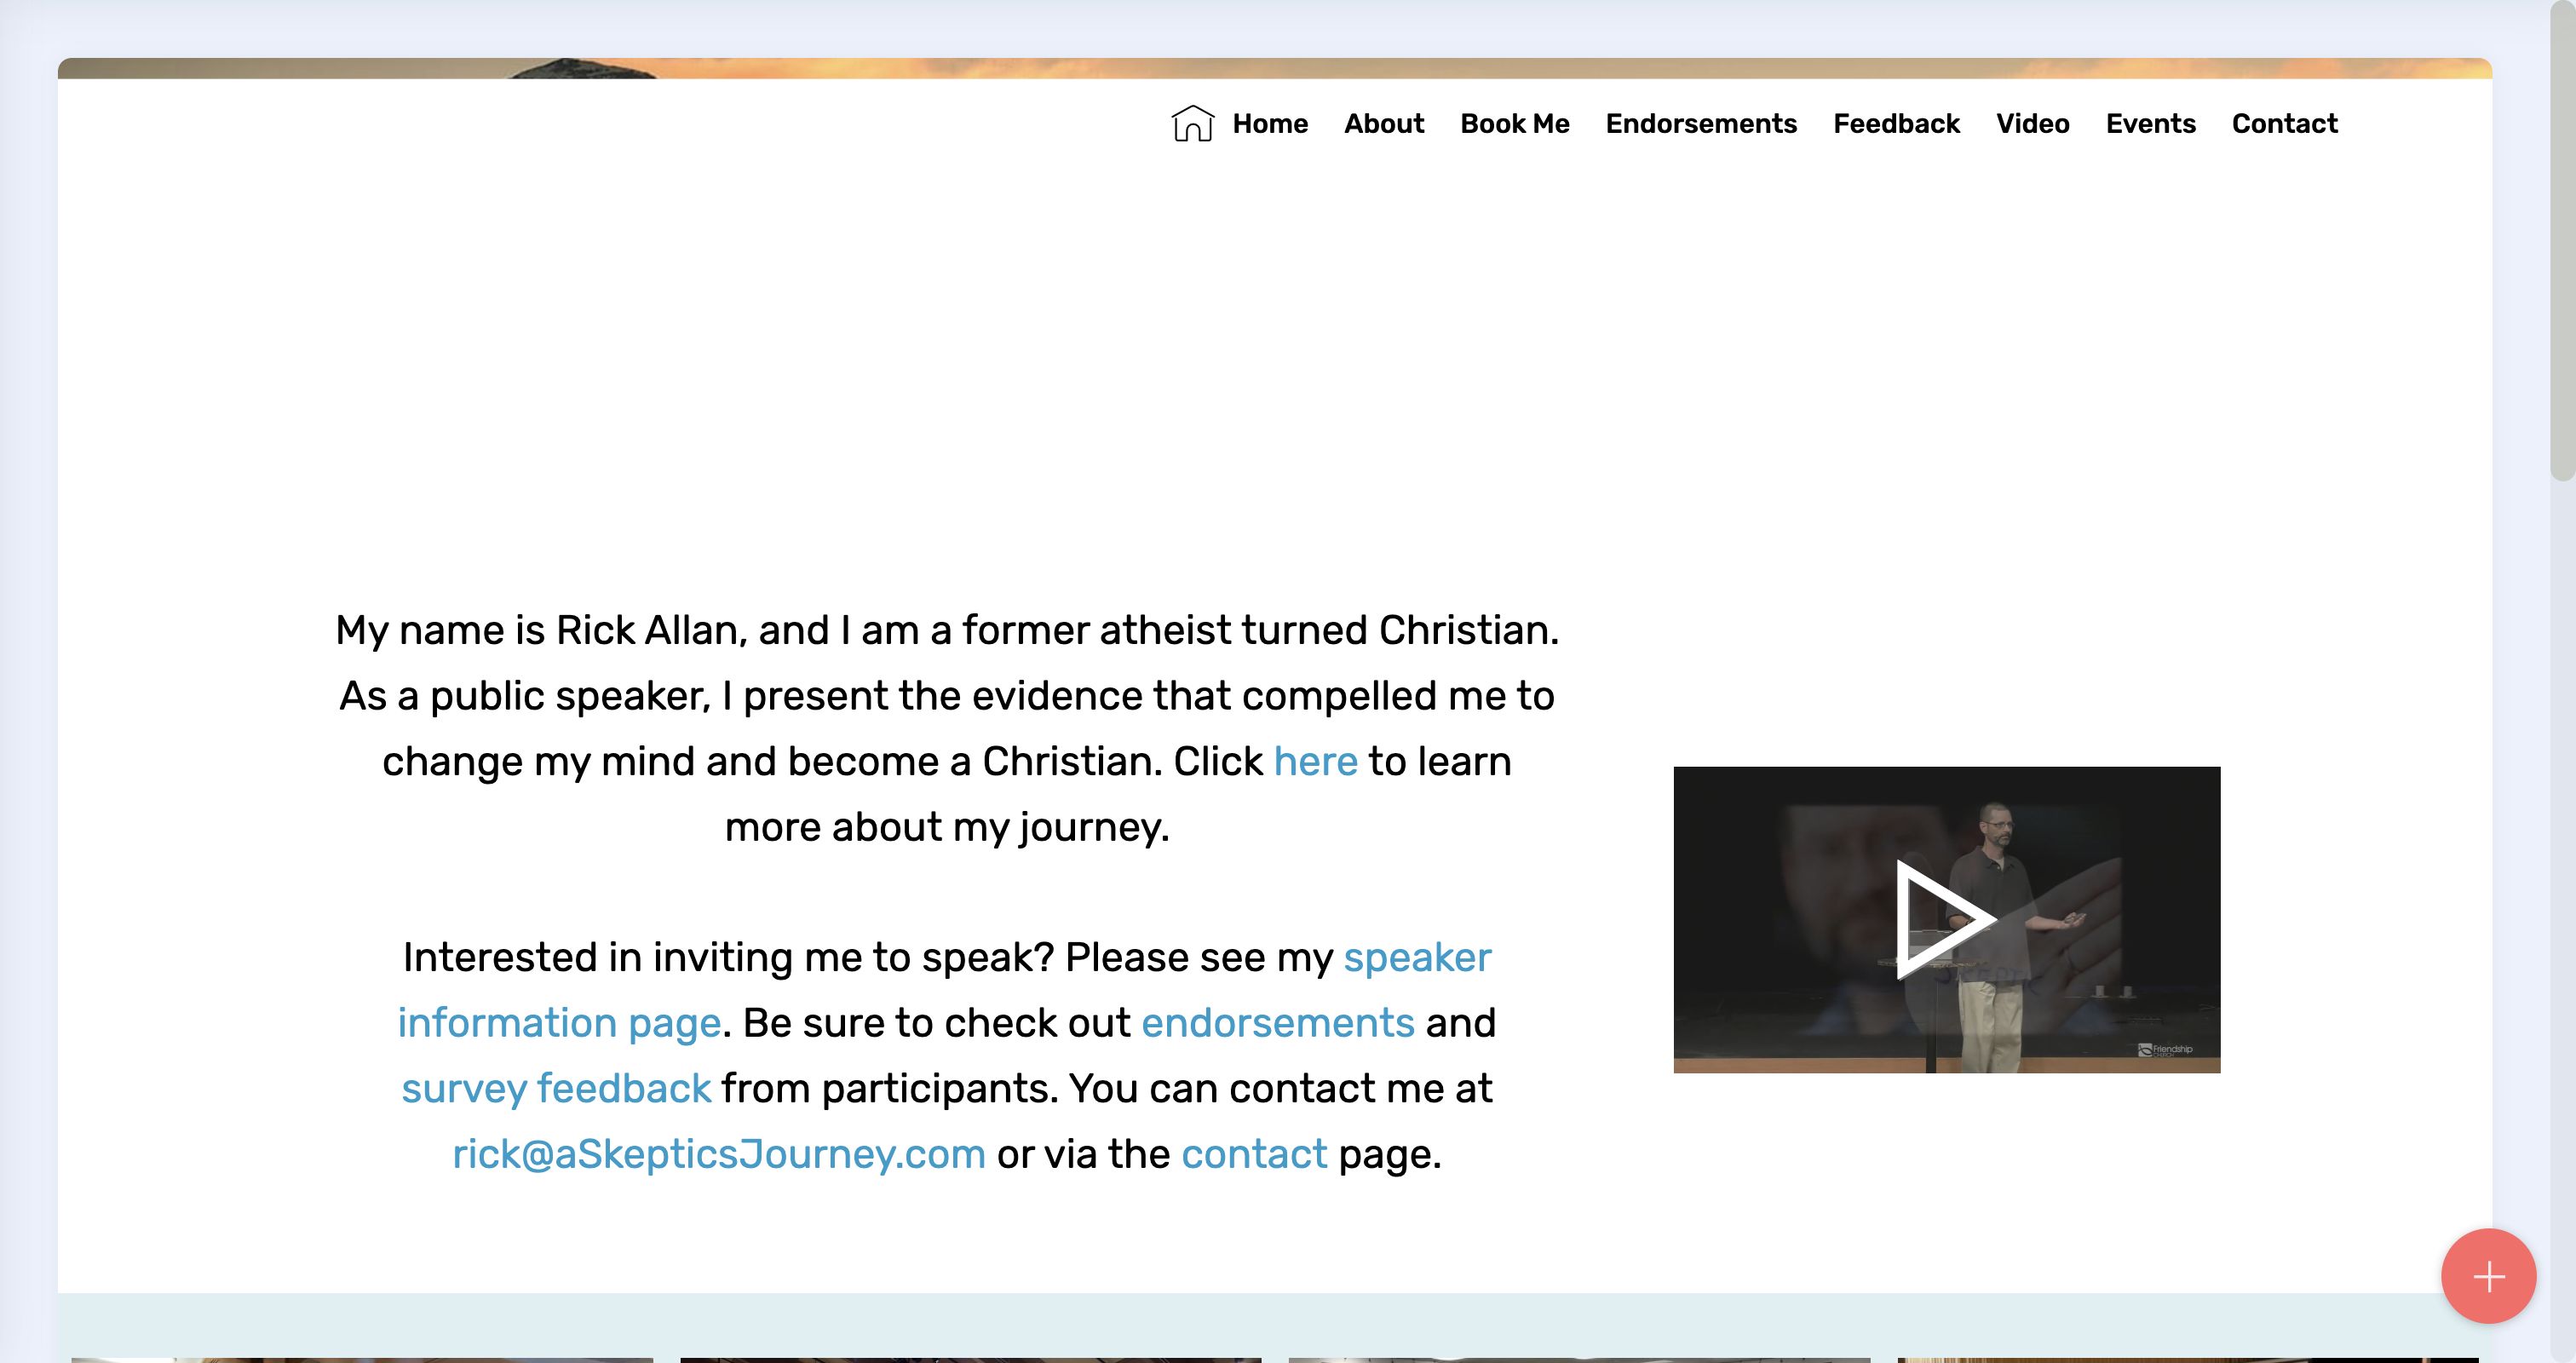 Home About Book Me Endorsements Feedback Video Events Contact
My name is Rick Allan, and I am a former atheist turned Christian.
As a public speaker, I present the evidence that compelled me to
change my mind and become a Christian. Click here to learn
more about my journey.
Interested in inviting me to speak? Please see my speaker
information page. Be sure to check out endorsements and
survey feedback from participants. You can contact me at
rick@aSkepticsJourney.com or via the contact page.
Friendship
CHURCH